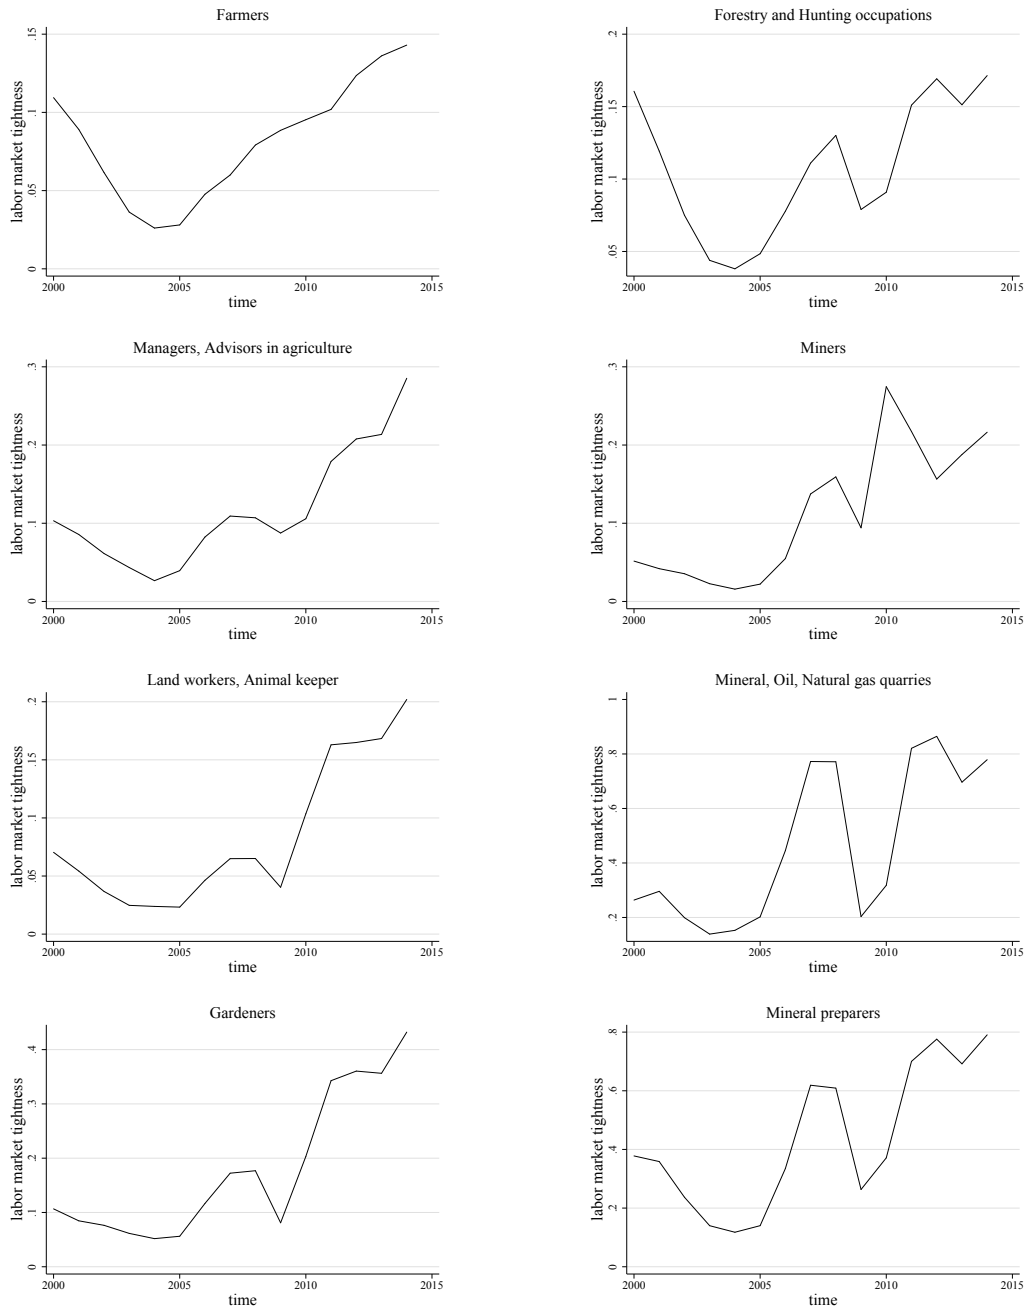 Farmers
labor market tightness
0
.05
.1
.15
2000
2005
2010
2015
time
Forestry and Hunting occupations
labor market tightness
.05
.1
.15
.2
2000
2005
2010
2015
time
Managers, Advisors in agriculture
labor market tightness
0
.1
.2
.3
2000
2005
2010
2015
time
Miners
labor market tightness
0
.1
.2
.3
2000
2005
2010
2015
time
Land workers, Animal keeper
labor market tightness
0
.05
.1
.15
.2
2000
2005
2010
2015
time
Mineral, Oil, Natural gas quarries
labor market tightness
.2
.4
.6
.8
1
2000
2005
2010
2015
time
Gardeners
labor market tightness
0
.1
.2
.3
.4
2000
2005
2010
2015
time
Mineral preparers
labor market tightness
0
.2
.4
.6
.8
2000
2005
2010
2015
time